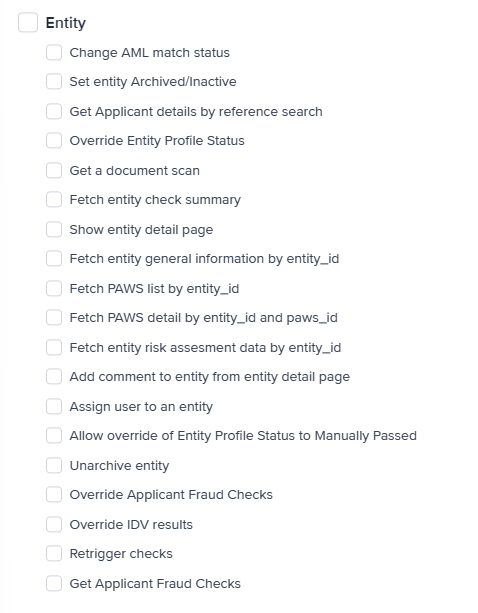 Entity
Change AML match status
Set entity Archived/Inactive
Get Applicant details by reference search
Override Entity Profile Status
Get a document scan
Fetch entity check summary
Show entity detail page
Fetch entity general information by entity_id
Fetch PAWS list by entity_id
Fetch PAWS detail by entity_id and paws_id
Fetch entity risk assesment data by entity_id
Add comment to entity from entity detail page
Assign user to an entity
Allow override of Entity Profile Status to Manually Passed
Unarchive entity
Override Applicant Fraud Checks
Override IDV results
Retrigger checks
Get Applicant Fraud Checks